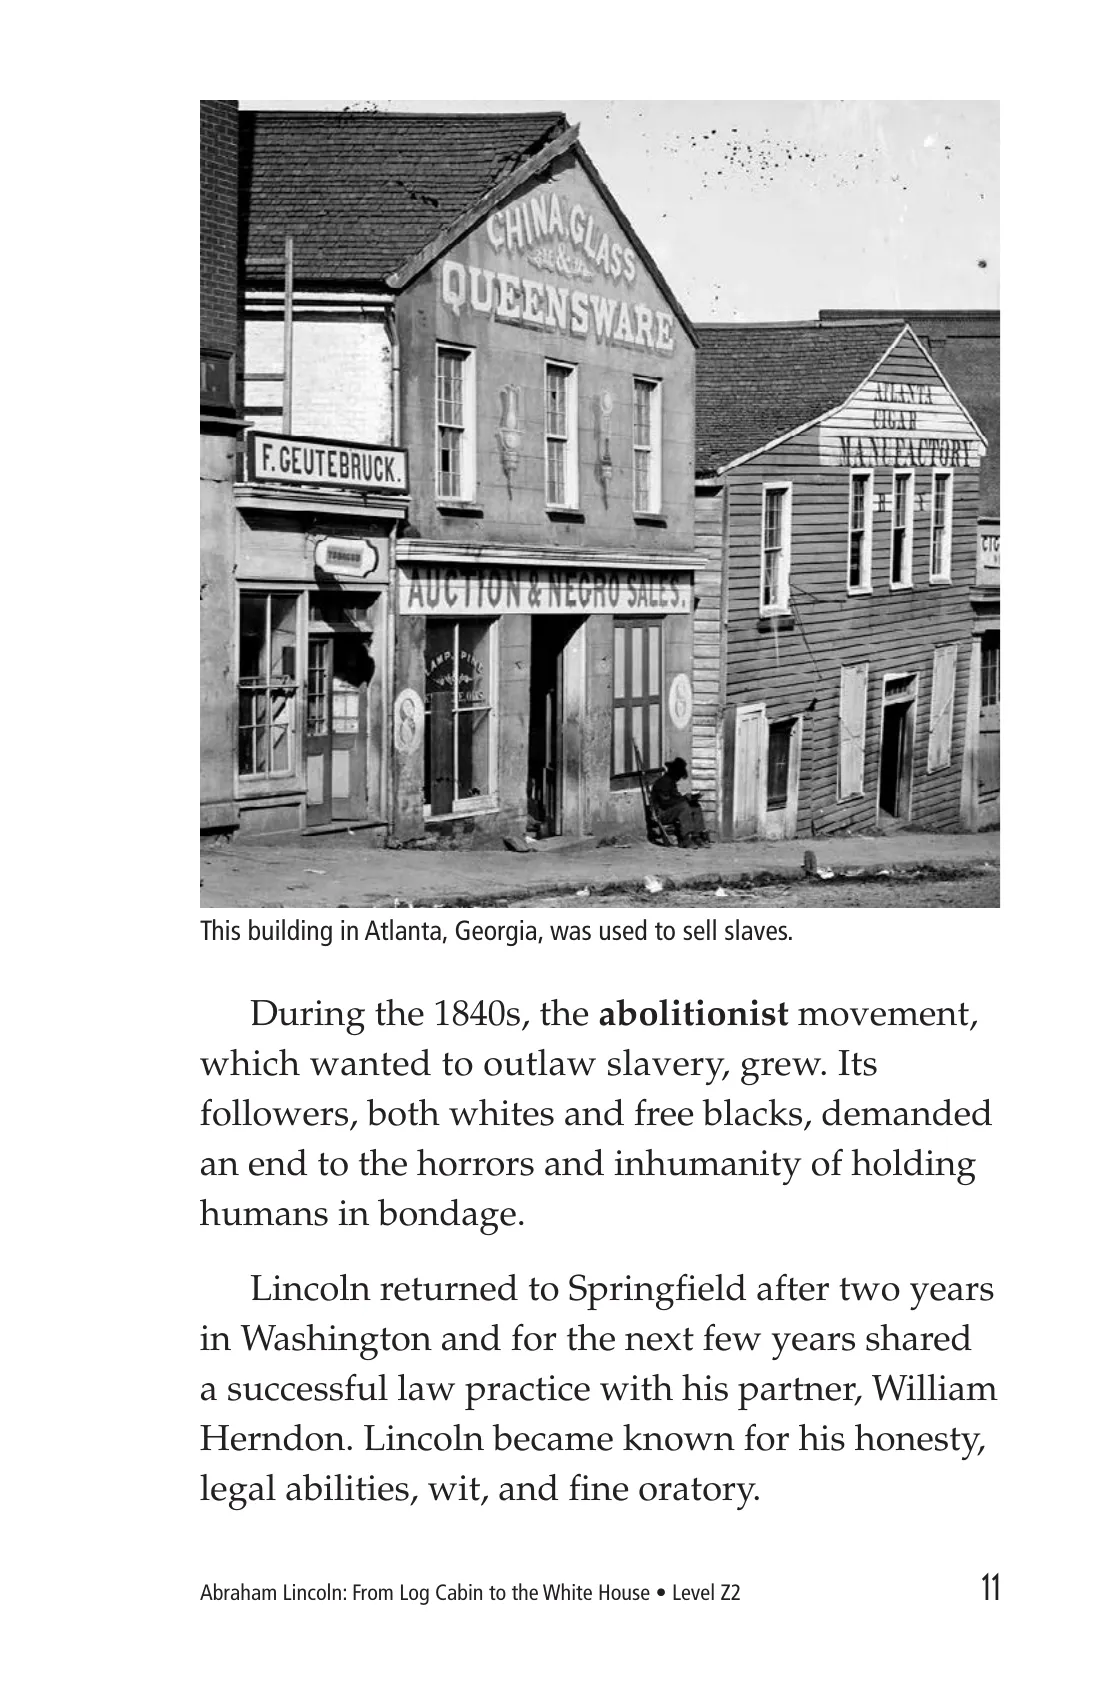 CHINA, GLASS
&
QUEENSWARE
ATLANTA
CIGAR
MANUFACTORY
F. GEUTEBRUCK.
TOBACCO
AUCTION & NEGRO SALES.
8
8
This building in Atlanta, Georgia, was used to sell slaves.
During the 1840s, the abolitionist movement,
which wanted to outlaw slavery, grew. Its
followers, both whites and free blacks, demanded
an end to the horrors and inhumanity of holding
humans in bondage.
Lincoln returned to Springfield after two years
in Washington and for the next few years shared
a successful law practice with his partner, William
Herndon. Lincoln became known for his honesty,
legal abilities, wit, and fine oratory.
Abraham Lincoln: From Log Cabin to the White House • Level Z2
11